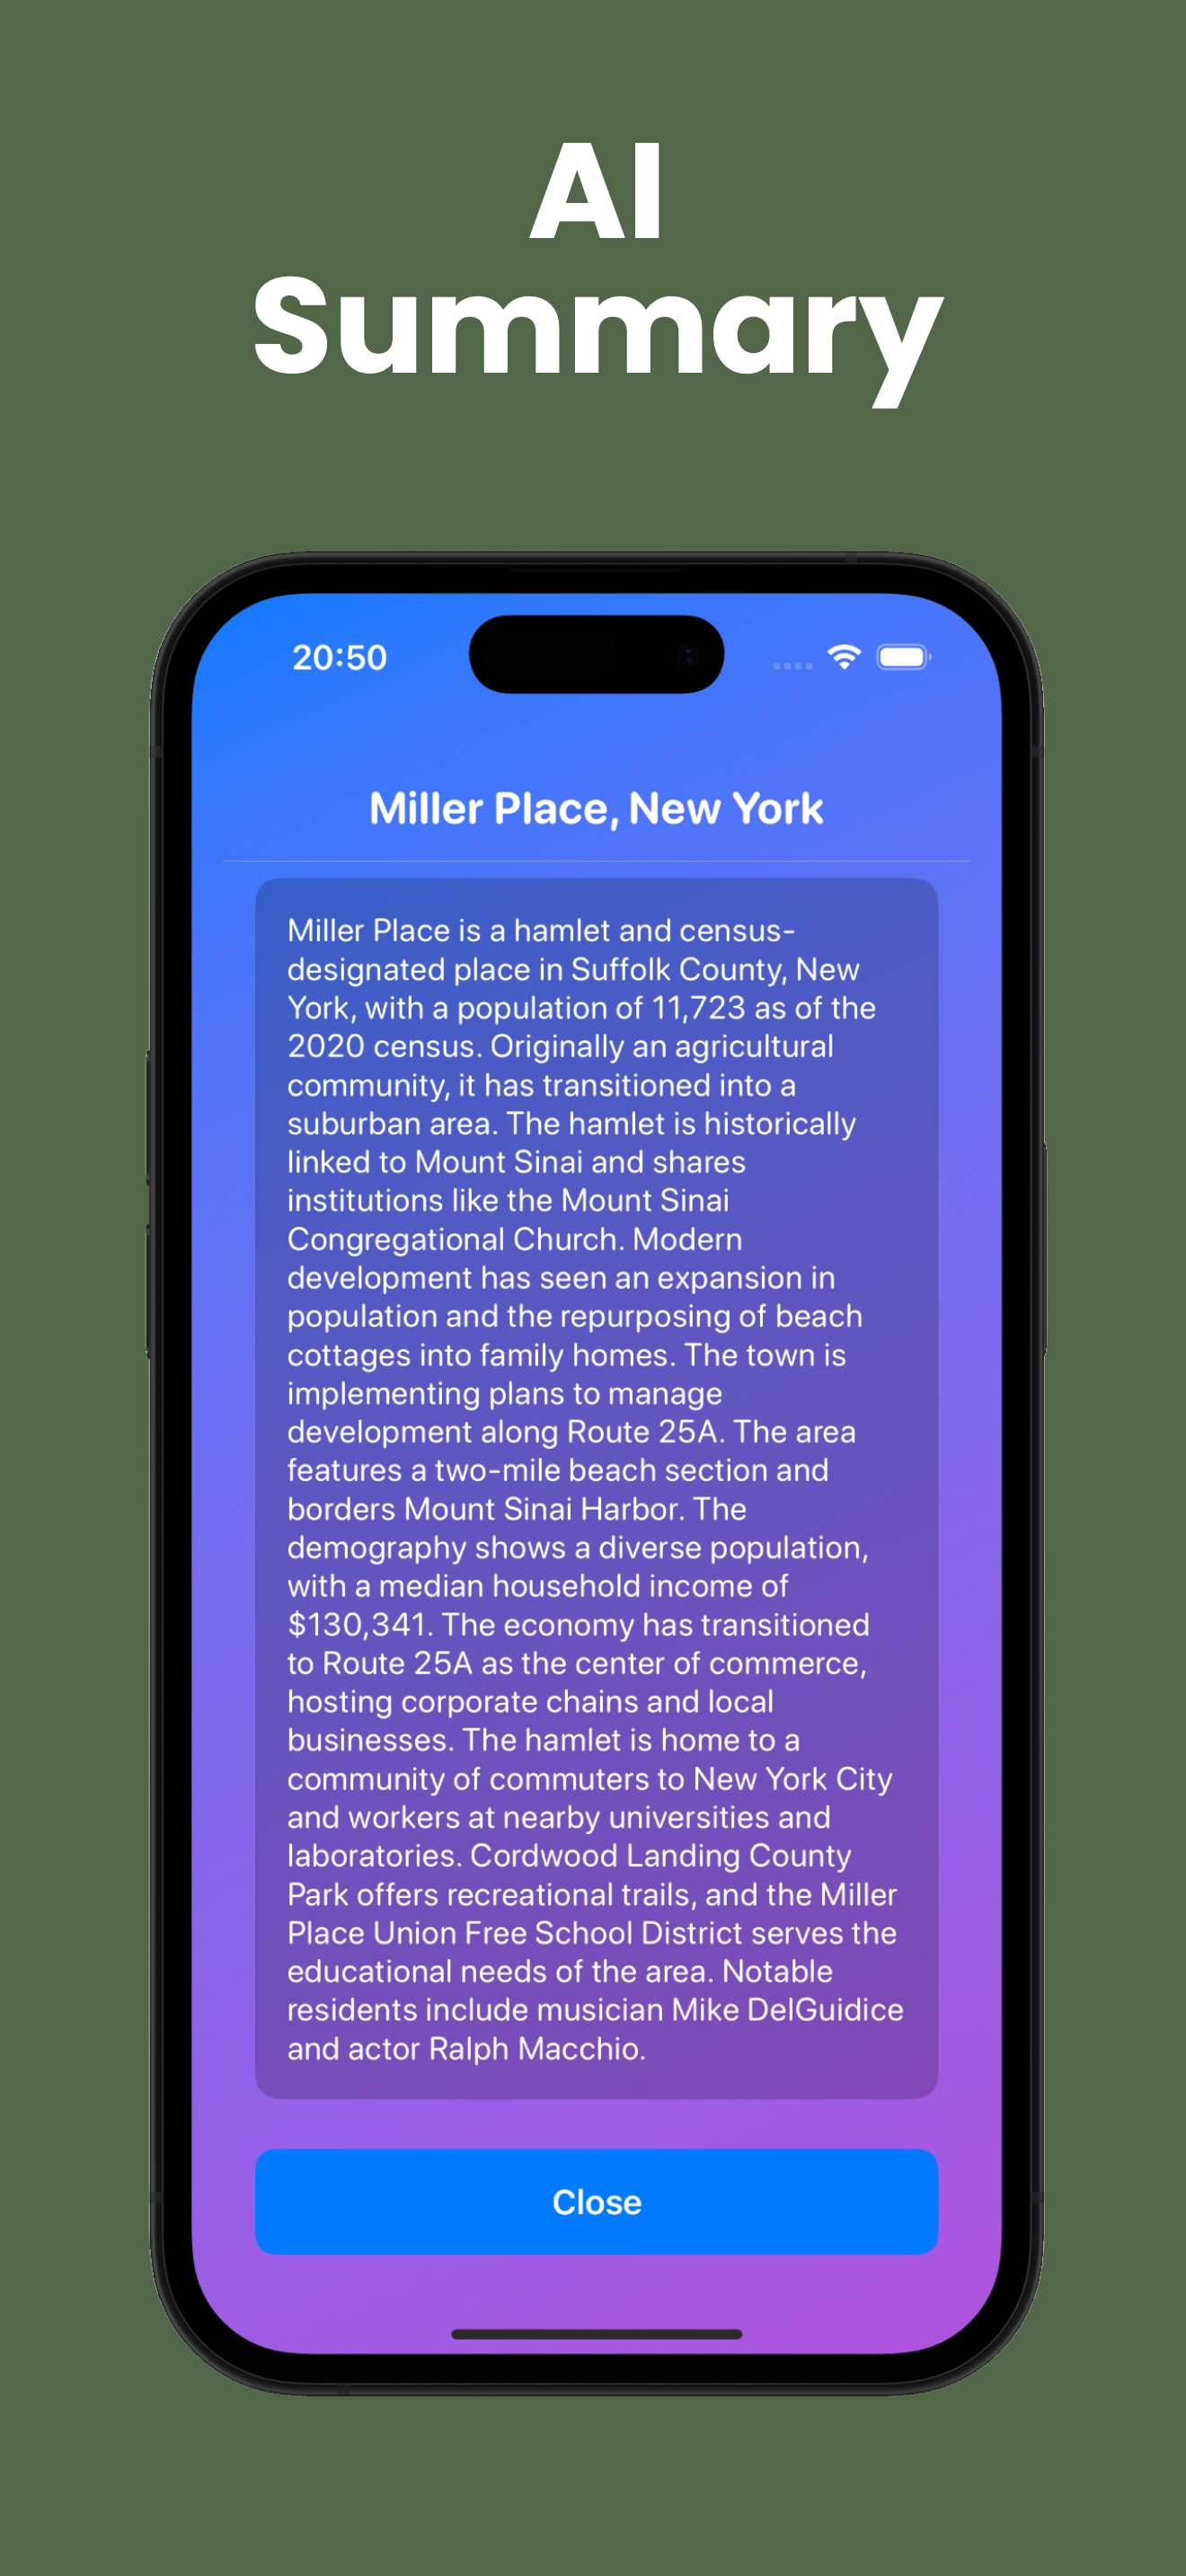 AI
Summary
20:50
Miller Place, New York
Miller Place is a hamlet and census-
designated place in Suffolk County, New
York, with a population of 11,723 as of the
2020 census. Originally an agricultural
community, it has transitioned into a
suburban area. The hamlet is historically
linked to Mount Sinai and shares
institutions like the Mount Sinai
Congregational Church. Modern
development has seen an expansion in
population and the repurposing of beach
cottages into family homes. The town is
implementing plans to manage
development along Route 25A. The area
features a two-mile beach section and
borders Mount Sinai Harbor. The
demography shows a diverse population,
with a median household income of
$130,341. The economy has transitioned
to Route 25A as the center of commerce,
hosting corporate chains and local
businesses. The hamlet is home to a
community of commuters to New York City
and workers at nearby universities and
laboratories. Cordwood Landing County
Park offers recreational trails, and the Miller
Place Union Free School District serves the
educational needs of the area. Notable
residents include musician Mike DelGuidice
and actor Ralph Macchio.
Close